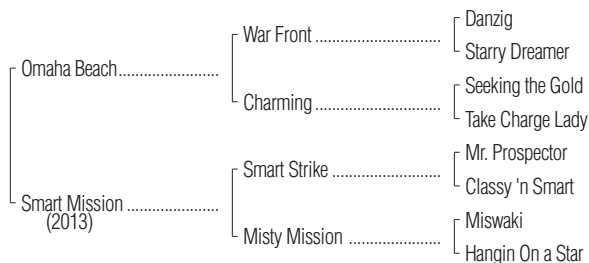 Danzig
War Front ..............................
Starry Dreamer
Omaha Beach.......................
Seeking the Gold
Charming ..............................
Take Charge Lady
Mr. Prospector
Smart Strike ..........................
Classy 'n Smart
Smart Mission .....................
(2013)
Miswaki
Misty Mission .......................
Hangin On a Star